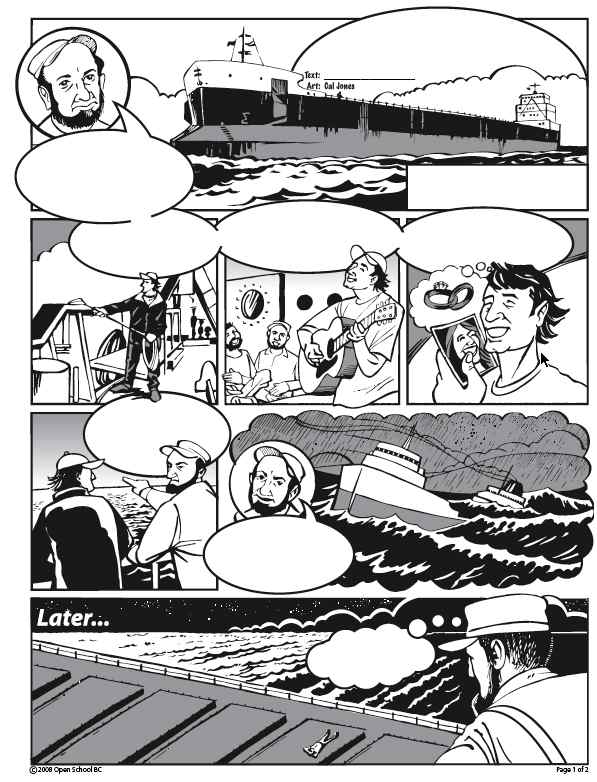 Text:
Art: Cal Jones
Later...
©2008 Open School BC
Page 1 of 2